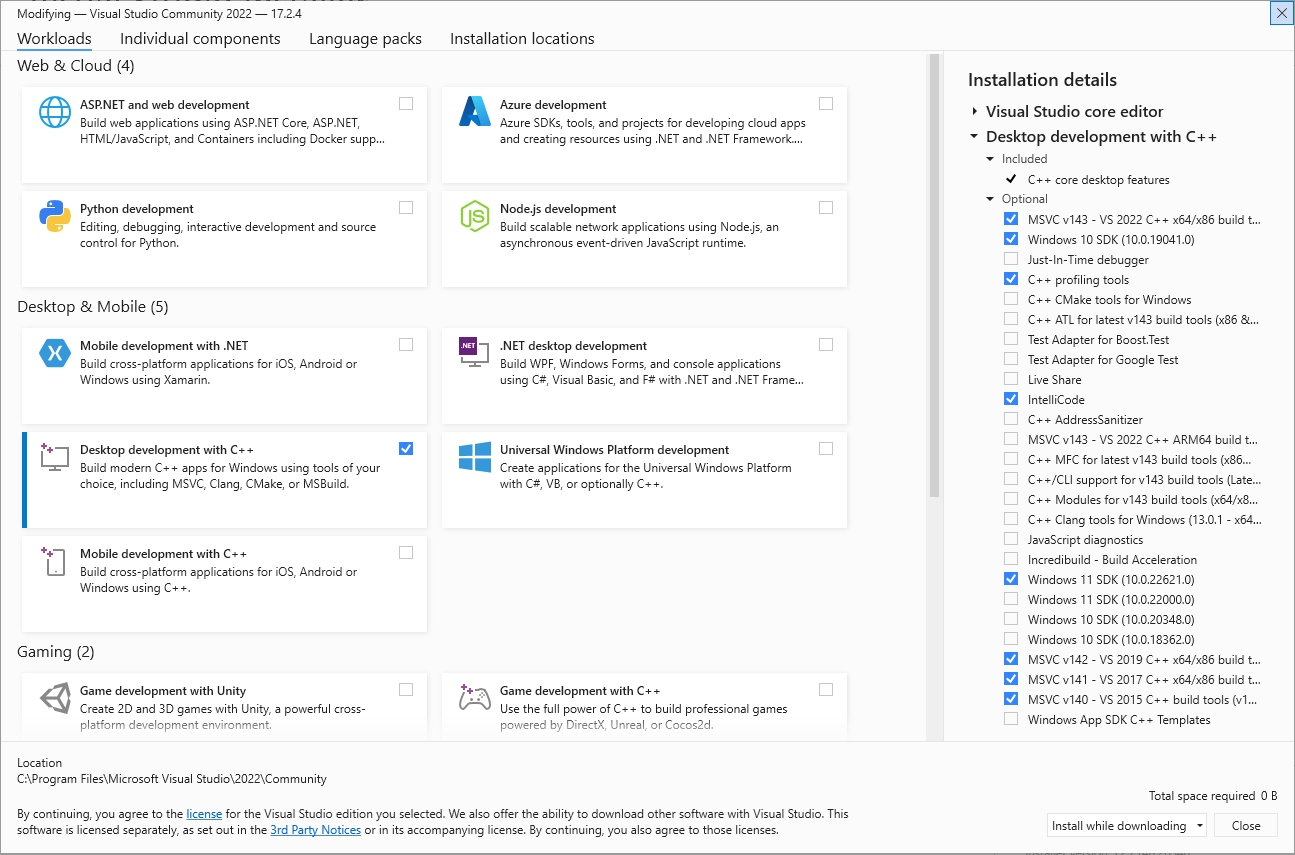 Modifying — Visual Studio Community 2022 — 17.2.4
Workloads
Individual components
Language packs
Installation locations
Web & Cloud (4)
ASP.NET and web development
Build web applications using ASP.NET Core, ASP.NET,
HTML/JavaScript, and Containers including Docker supp...
Azure development
Azure SDKs, tools, and projects for developing cloud apps
and creating resources using .NET and .NET Framework....
Python development
Editing, debugging, interactive development and source
control for Python.
Node.js development
Build scalable network applications using Node.js, an
asynchronous event-driven JavaScript runtime.
Desktop & Mobile (5)
Mobile development with .NET
Build cross-platform applications for iOS, Android or
Windows using Xamarin.
.NET
.NET desktop development
Build WPF, Windows Forms, and console applications
using C#, Visual Basic, and F# with .NET and .NET Frame...
Desktop development with C++
Build modern C++ apps for Windows using tools of your
choice, including MSVC, Clang, CMake, or MSBuild.
Universal Windows Platform development
Create applications for the Universal Windows Platform
with C#, VB, or optionally C++.
Mobile development with C++
Build cross-platform applications for iOS, Android or
Windows using C++.
Gaming (2)
Game development with Unity
Create 2D and 3D games with Unity, a powerful cross-
platform development environment.
Game development with C++
Use the full power of C++ to build professional games
powered by DirectX, Unreal, or Cocos2d.
Installation details
Visual Studio core editor
Desktop development with C++
Included
C++ core desktop features
Optional
MSVC v143 - VS 2022 C++ x64/x86 build t...
Windows 10 SDK (10.0.19041.0)
Just-In-Time debugger
C++ profiling tools
C++ CMake tools for Windows
C++ ATL for latest v143 build tools (x86 &...
Test Adapter for Boost.Test
Test Adapter for Google Test
Live Share
IntelliCode
C++ AddressSanitizer
MSVC v143 - VS 2022 C++ ARM64 build t...
C++ MFC for latest v143 build tools (x86...
C++/CLI support for v143 build tools (Late...
C++ Modules for v143 build tools (x64/x8...
C++ Clang tools for Windows (13.0.1 - x64...
JavaScript diagnostics
Incredibuild - Build Acceleration
Windows 11 SDK (10.0.22621.0)
Windows 11 SDK (10.0.22000.0)
Windows 10 SDK (10.0.20348.0)
Windows 10 SDK (10.0.18362.0)
MSVC v142 - VS 2019 C++ x64/x86 build t...
MSVC v141 - VS 2017 C++ x64/x86 build t...
MSVC v140 - VS 2015 C++ build tools (v1...
Windows App SDK C++ Templates
Location
C:\Program Files\Microsoft Visual Studio\2022\Community
By continuing, you agree to the license for the Visual Studio edition you selected. We also offer the ability to download other software with Visual Studio. This
software is licensed separately, as set out in the 3rd Party Notices or in its accompanying license. By continuing, you also agree to those licenses.
Total space required 0 B
Install while downloading
Close